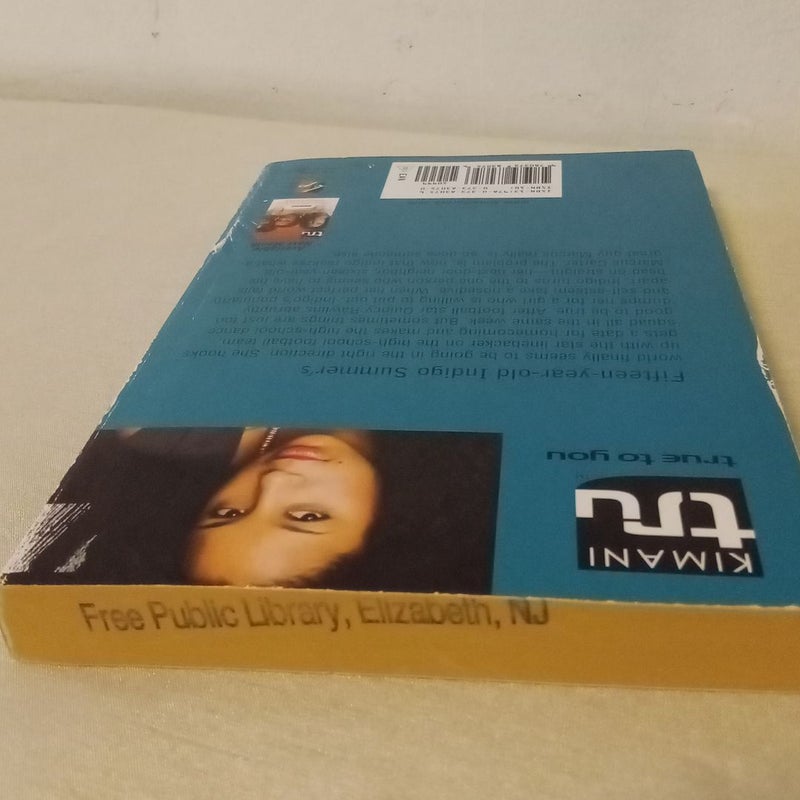 Free Public Library, Elizabeth, NJ
KIMANI
tru
true to you
Fifteen-year-old Indigo Summer's
world finally seems to be going in the right direction. She hooks
up with the star linebacker on the high-school football team,
gets a date for homecoming and makes the high-school dance
squad all in the same week. But sometimes things are just too
good to be true. After football star Quincy Rawlins abruptly
dumps her for a girl who is willing to put out, Indigo's popularity
and self-esteem take a nosedive. When her parents' world falls
apart, Indigo turns to the one person who seems to have his
head on straight—her next-door neighbor, sixteen-year-old
Marcus Carter. The problem is, now Indigo realizes what a
great guy Marcus really is, so does someone else.
tru